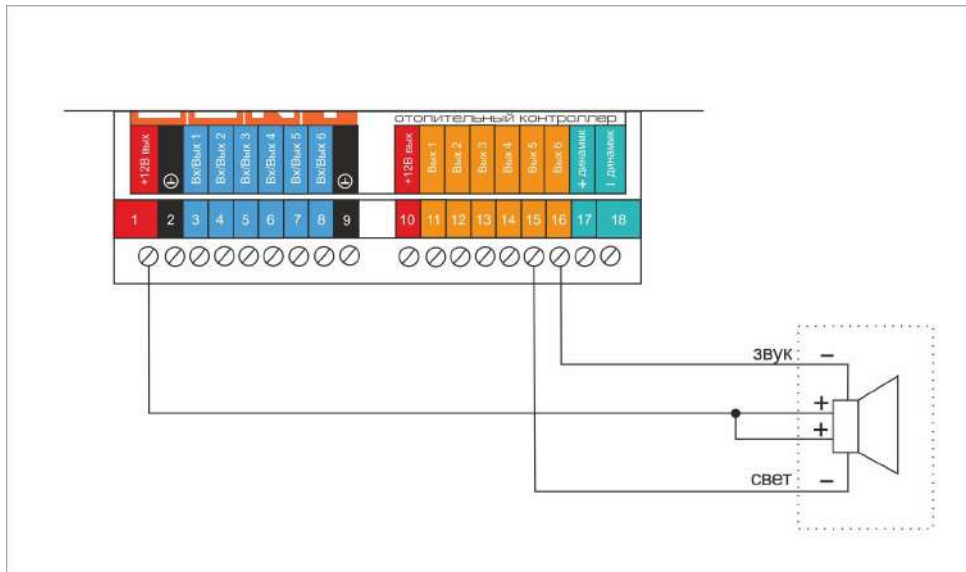 отопительный контроллер
+12В вых
Вх/Вых 1
Вх/Вых 2
Вх/Вых 3
Вх/Вых 4
Вх/Вых 5
Вх/Вых 6
+12В вых
Вых 1
Вых 2
Вых 3
Вых 4
Вых 5
Вых 6
+ динамик
– динамик
1 2 3 4 5 6 7 8 9 10 11 12 13 14 15 16 17 18
звук –
+
+
свет –